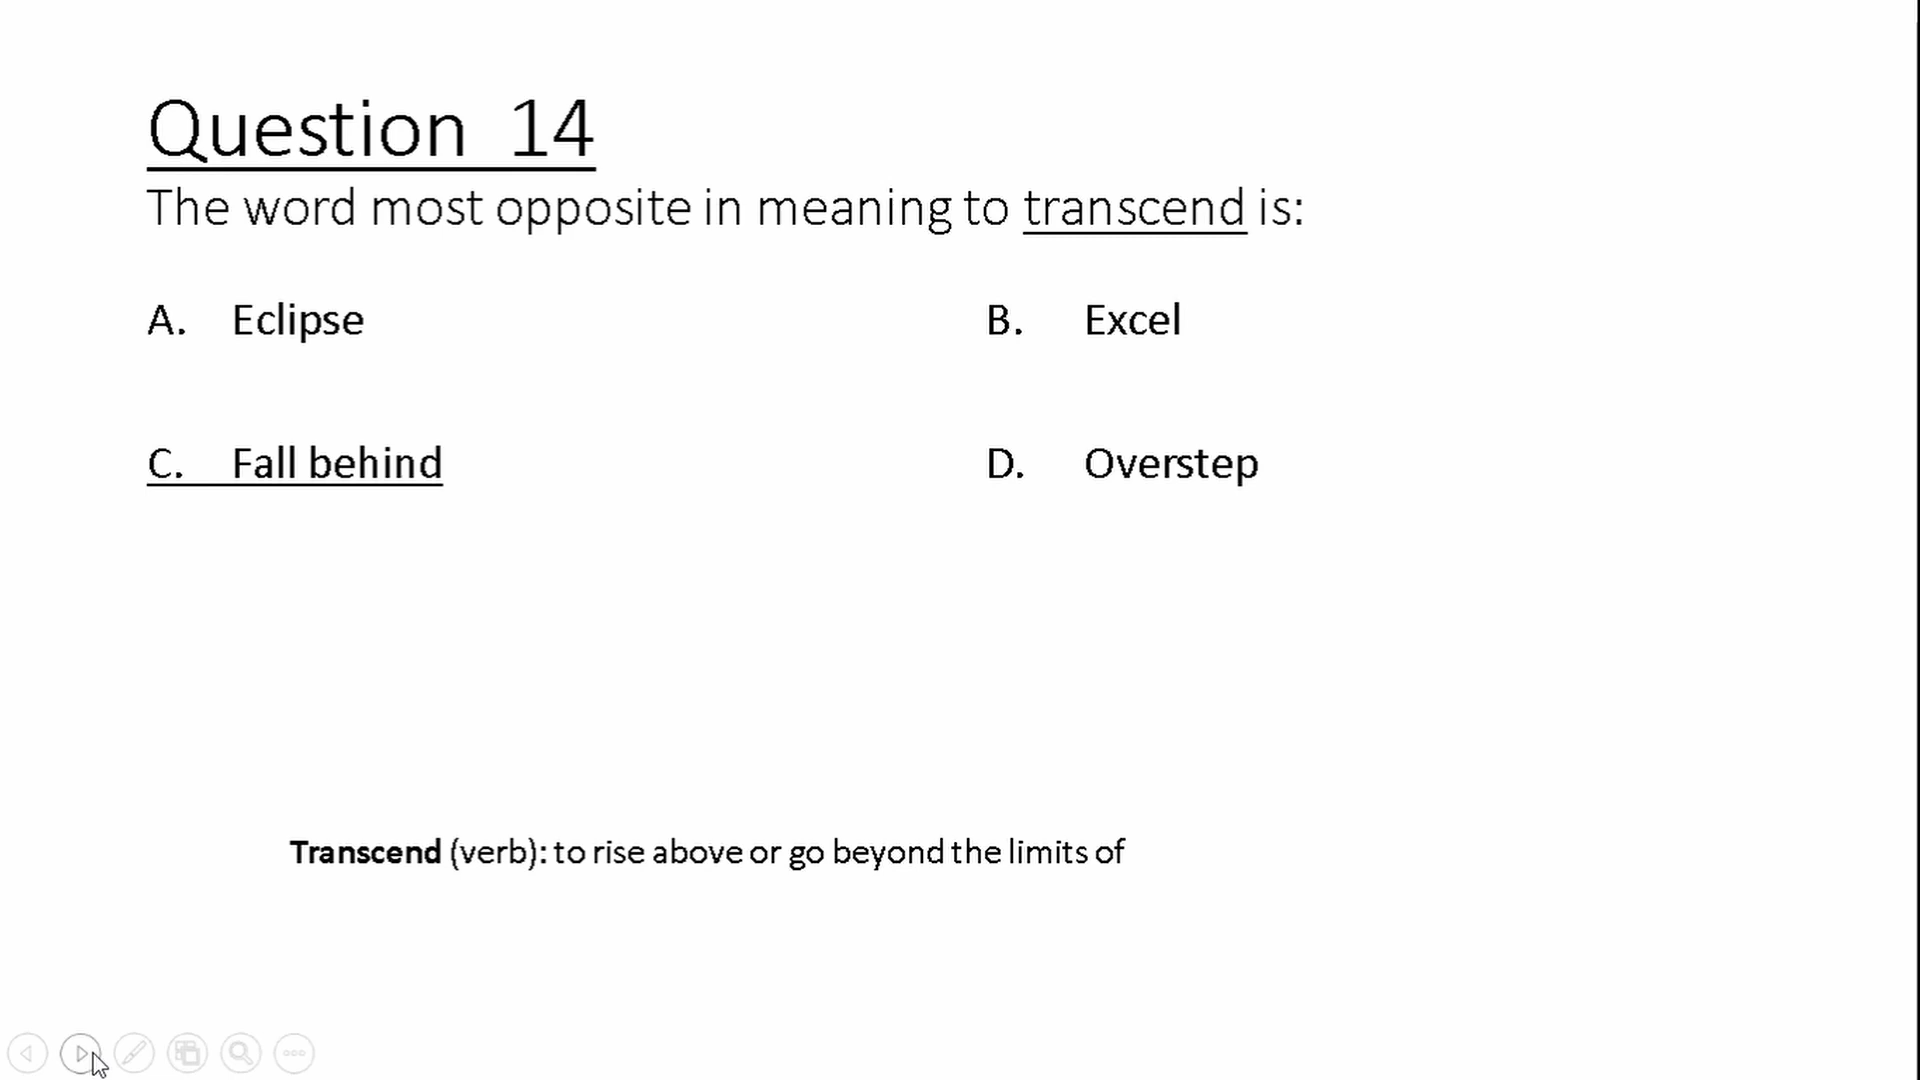 Question 14
The word most opposite in meaning to transcend is:
A. Eclipse
B. Excel
C. Fall behind
D. Overstep
Transcend (verb): to rise above or go beyond the limits of